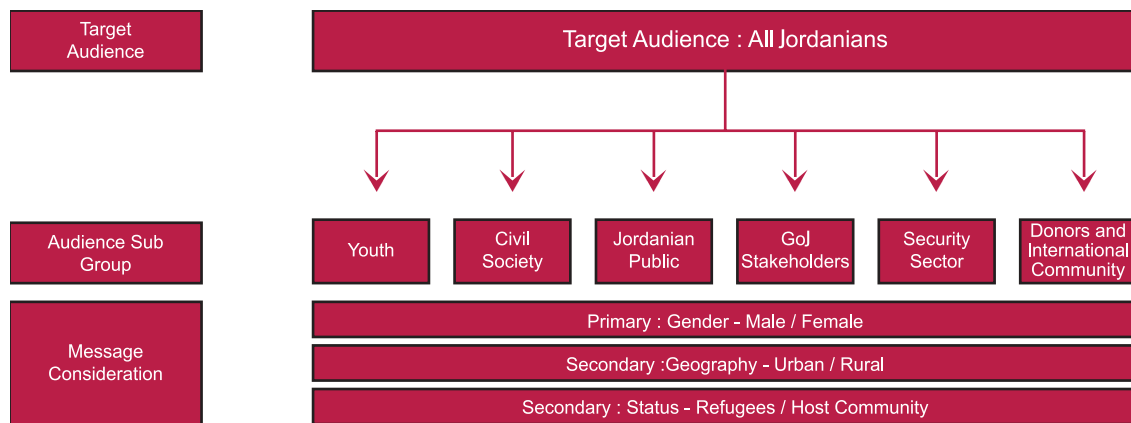 Target
Audience
Target Audience : All Jordanians
Audience Sub
Group
Youth
Civil
Society
Jordanian
Public
GoJ
Stakeholders
Security
Sector
Donors and
International
Community
Message
Consideration
Primary : Gender - Male / Female
Secondary :Geography - Urban / Rural
Secondary : Status - Refugees / Host Community